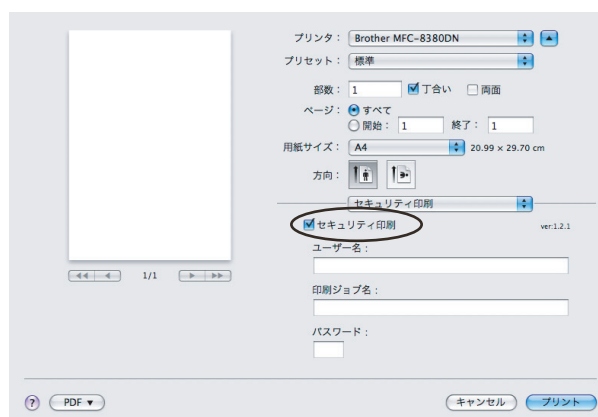 プリンタ： Brother MFC-8380DN
プリセット： 標準
部数： 1 丁合い 両面
ページ： すべて
開始： 1 終了： 1
用紙サイズ： A4 20.99 × 29.70 cm
方向：
セキュリティ印刷
セキュリティ印刷 ver:1.2.1
ユーザー名：
1/1
印刷ジョブ名：
パスワード：
? PDF ▼ キャンセル プリント